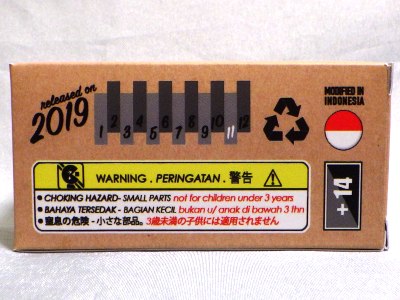 released on
2019
1 2 3 4 5 6 7 8 9 10 11 12
MODIFIED IN
INDONESIA
WARNING . PERINGATAN . 警告
• CHOKING HAZARD- SMALL PARTS not for children under 3 years
• BAHAYA TERSEDAK - BAGIAN KECIL bukan u/ anak di bawah 3 thn
•窒息の危険 - 小さな部品。3歳未満の子供には適用されません
+14